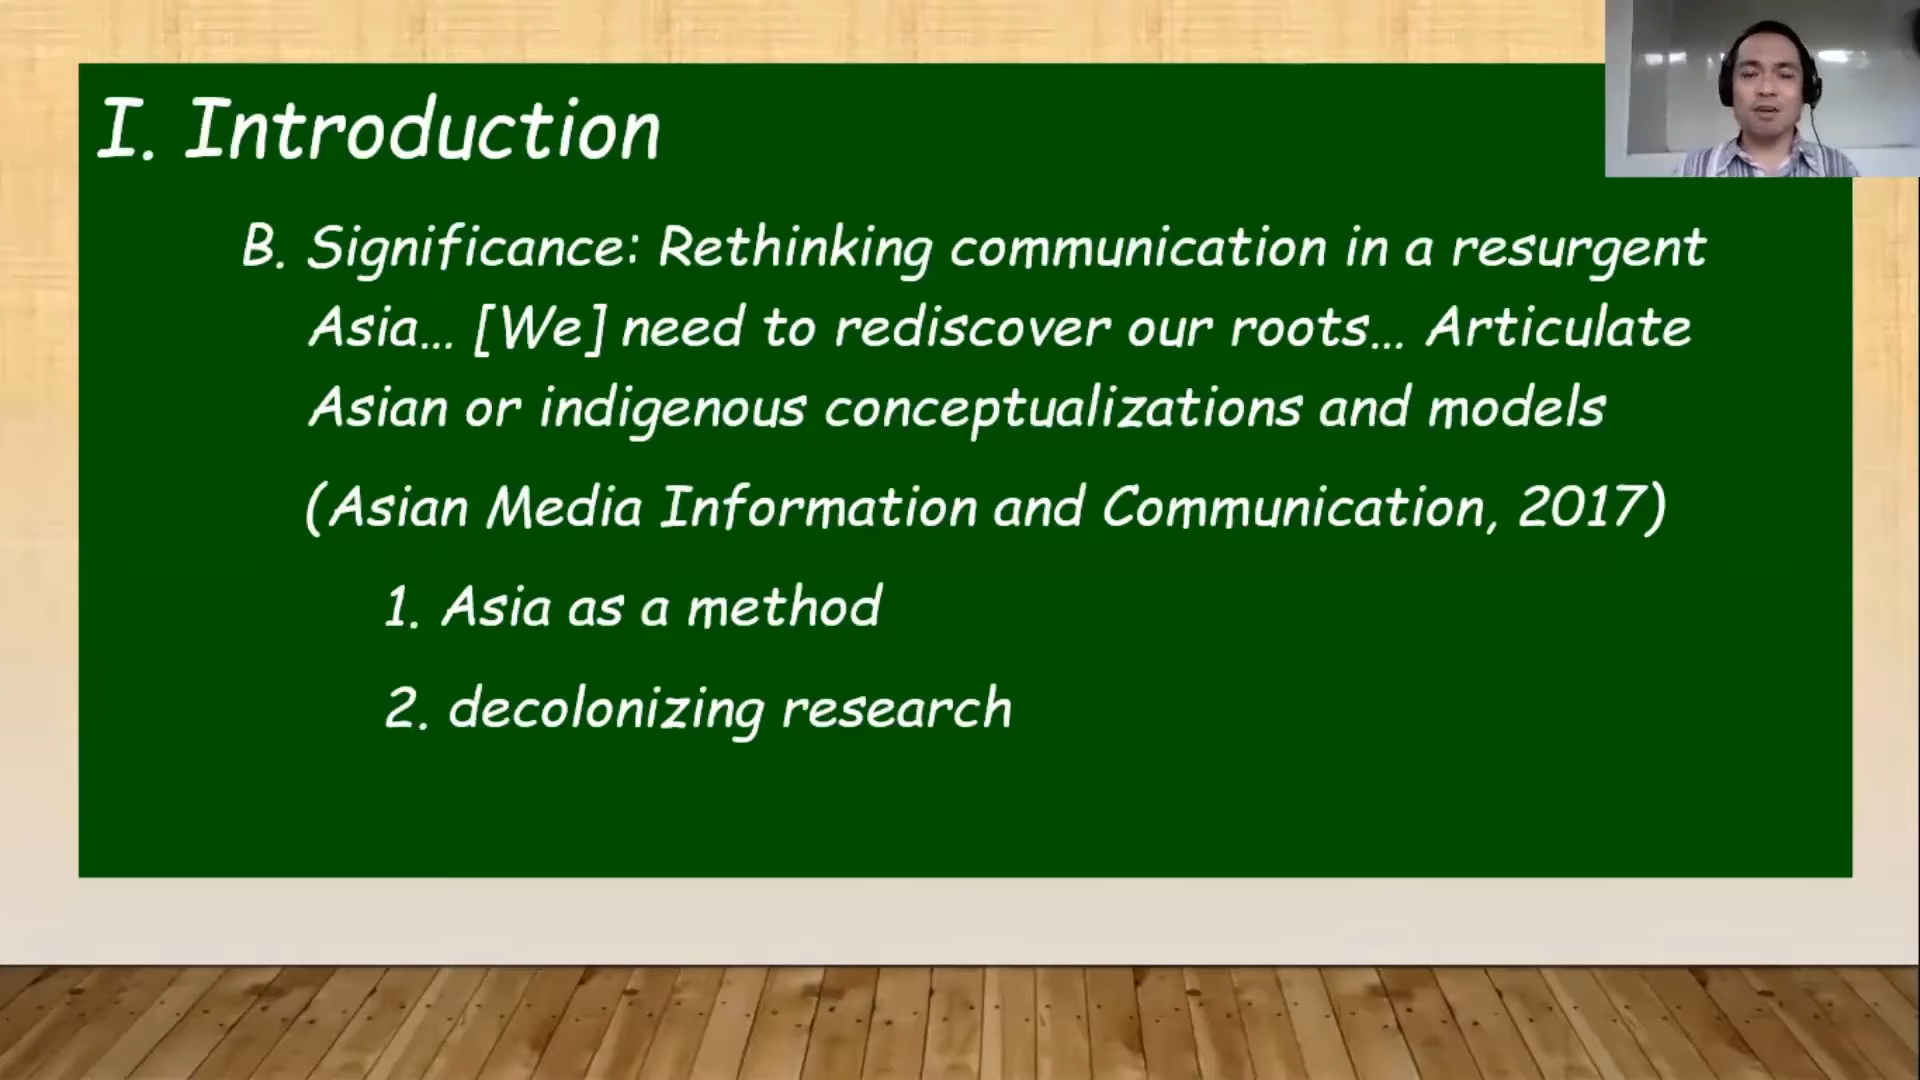 I. Introduction
B. Significance: Rethinking communication in a resurgent
Asia... [We] need to rediscover our roots... Articulate
Asian or indigenous conceptualizations and models
(Asian Media Information and Communication, 2017)
1. Asia as a method
2. decolonizing research